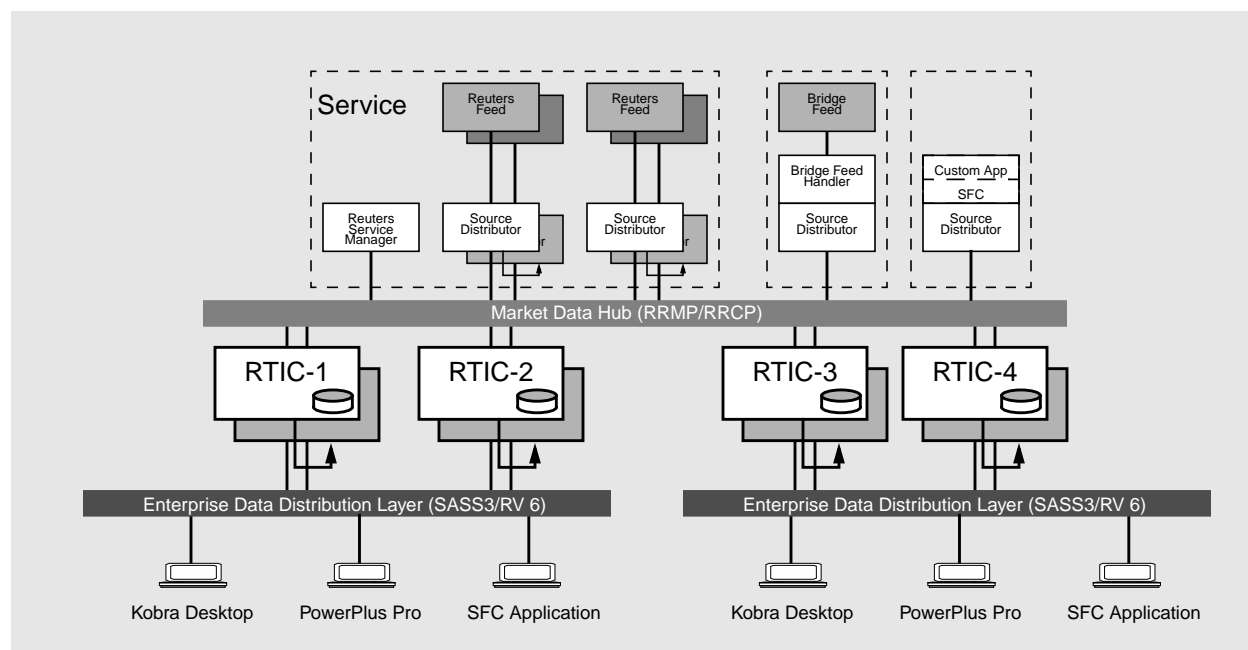 Service
Reuters
Feed
Reuters
Feed
Bridge
Feed
Bridge Feed
Handler
Custom App
SFC
Reuters
Service
Manager
Source
Distributor
or
Source
Distributor
or
Source
Distributor
Source
Distributor
Market Data Hub (RRMP/RRCP)
RTIC-1
RTIC-2
RTIC-3
RTIC-4
Enterprise Data Distribution Layer (SASS3/RV 6)
Enterprise Data Distribution Layer (SASS3/RV 6)
Kobra Desktop
PowerPlus Pro
SFC Application
Kobra Desktop
PowerPlus Pro
SFC Application